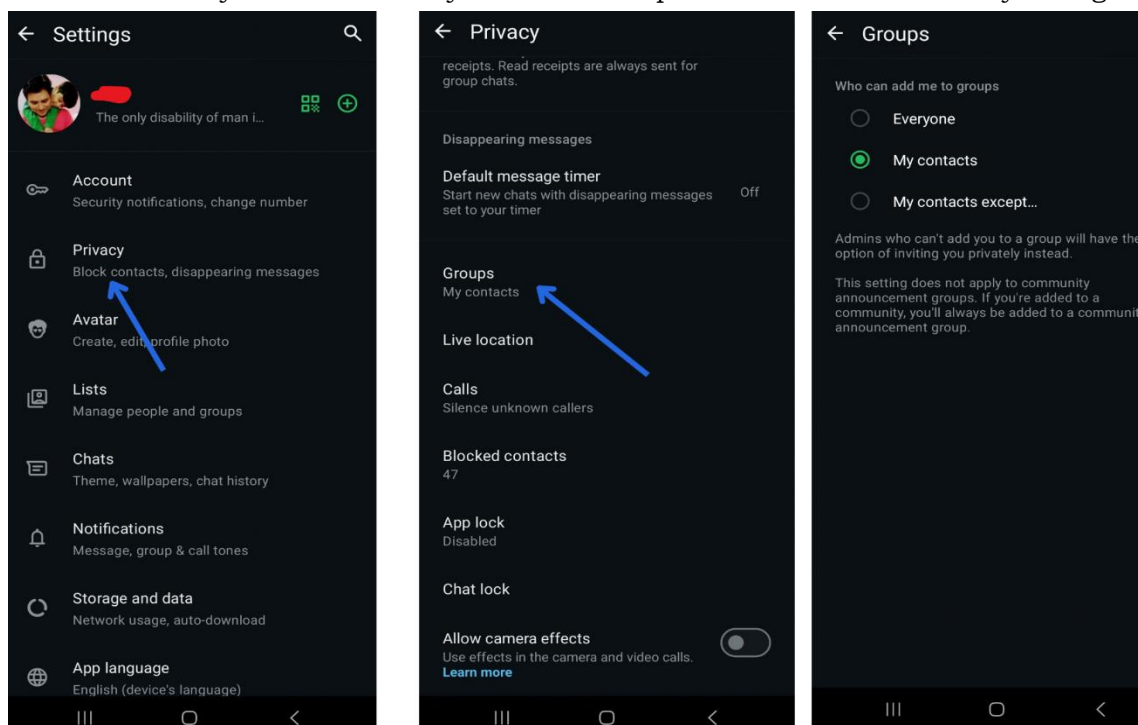 Settings
The only disability of man i...
Account
Security notifications, change number
Privacy
Block contacts, disappearing messages
Avatar
Create, edit, profile photo
Lists
Manage people and groups
Chats
Theme, wallpapers, chat history
Notifications
Message, group & call tones
Storage and data
Network usage, auto-download
App language
English (device's language)
Privacy
receipts. Read receipts are always sent for
group chats.
Disappearing messages
Default message timer
Start new chats with disappearing messages
set to your timer
Off
Groups
My contacts
Live location
Calls
Silence unknown callers
Blocked contacts
47
App lock
Disabled
Chat lock
Allow camera effects
Use effects in the camera and video calls.
Learn more
Groups
Who can add me to groups
Everyone
My contacts
My contacts except...
Admins who can't add you to a group will have the
option of inviting you privately instead.
This setting does not apply to community
announcement groups. If you're added to a
community, you'll always be added to a communit
announcement group.